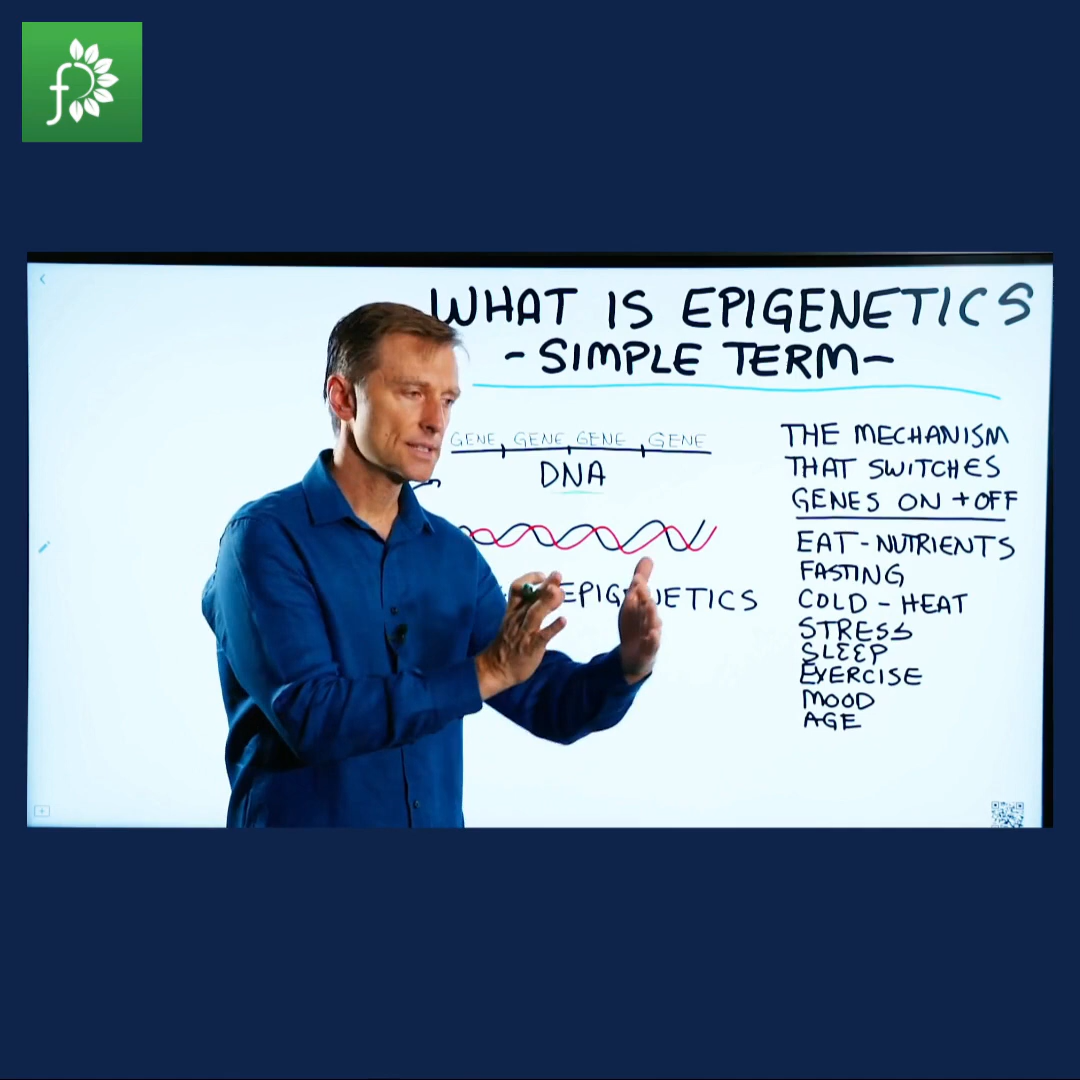 WHAT IS EPIGENETICS
-SIMPLE TERM-
GENE GENE GENE GENE
DNA
THE MECHANISM
THAT SWITCHES
GENES ON + OFF
EAT-NUTRIENTS
FASTING
COLD - HEAT
STRESS
SLEEP
EXERCISE
MOOD
AGE